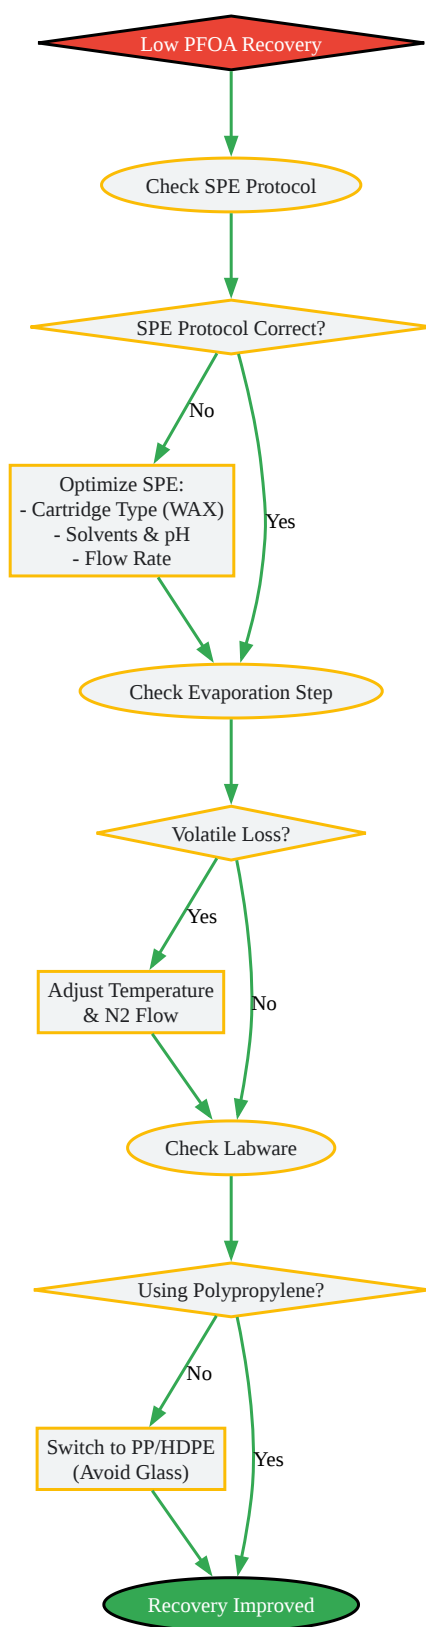 Low PFOA Recovery
Check SPE Protocol
SPE Protocol Correct?
No
Optimize SPE:
- Cartridge Type (WAX)
- Solvents & pH
- Flow Rate
Yes
Check Evaporation Step
Volatile Loss?
Yes
Adjust Temperature
& N2 Flow
No
Check Labware
Using Polypropylene?
No
Switch to PP/HDPE
(Avoid Glass)
Yes
Recovery Improved